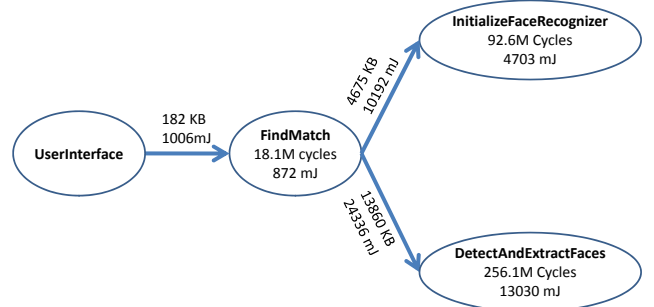 InitializeFaceRecognizer
92.6M Cycles
4703 mJ
4675 KB
10192 mJ
182 KB
1006mJ
UserInterface
FindMatch
18.1M cycles
872 mJ
13860 KB
24336 mJ
DetectAndExtractFaces
256.1M Cycles
13030 mJ